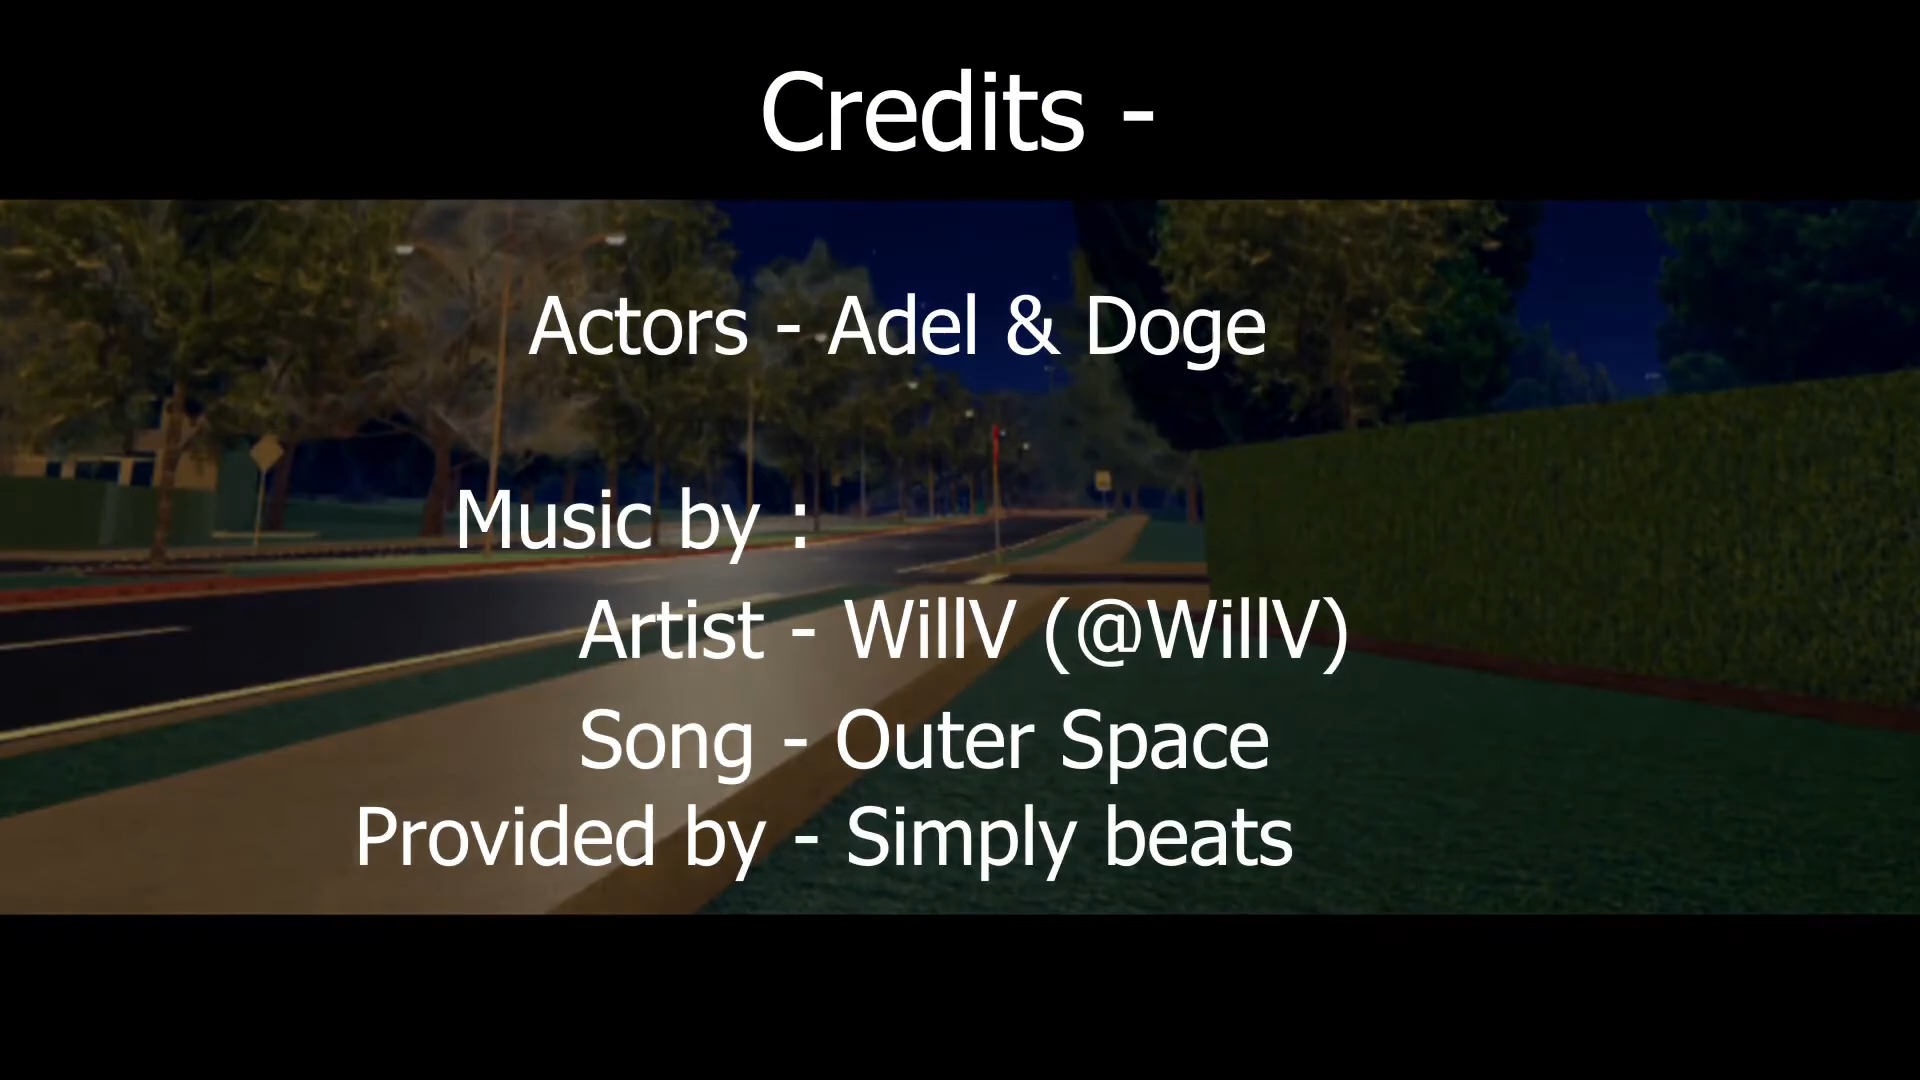 Credits -
Actors - Adel & Doge
Music by :
Artist - WillV (@WillV)
Song - Outer Space
Provided by - Simply beats